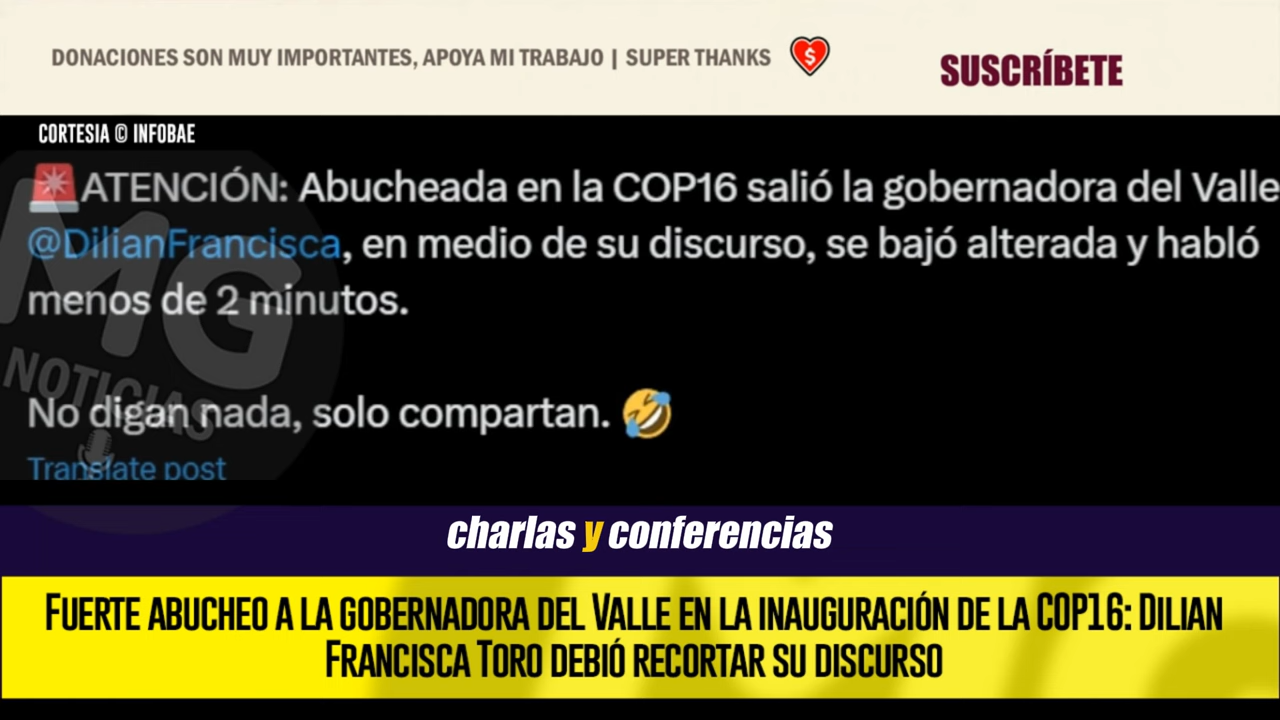 DONACIONES SON MUY IMPORTANTES, APOYA MI TRABAJO | SUPER THANKS
SUSCRÍBETE
CORTESIA © INFOBAE
🚨ATENCIÓN: Abucheada en la COP16 salió la gobernadora del Valle
@DilianFrancisca, en medio de su discurso, se bajó alterada y habló
menos de 2 minutos.
MG
NOTICIAS
No digan nada, solo compartan. 🤣
Translate post
charlas y conferencias
FUERTE ABUCHEO A LA GOBERNADORA DEL VALLE EN LA INAUGURACIÓN DE LA COP16: DILIAN
FRANCISCA TORO DEBIÓ RECORTAR SU DISCURSO